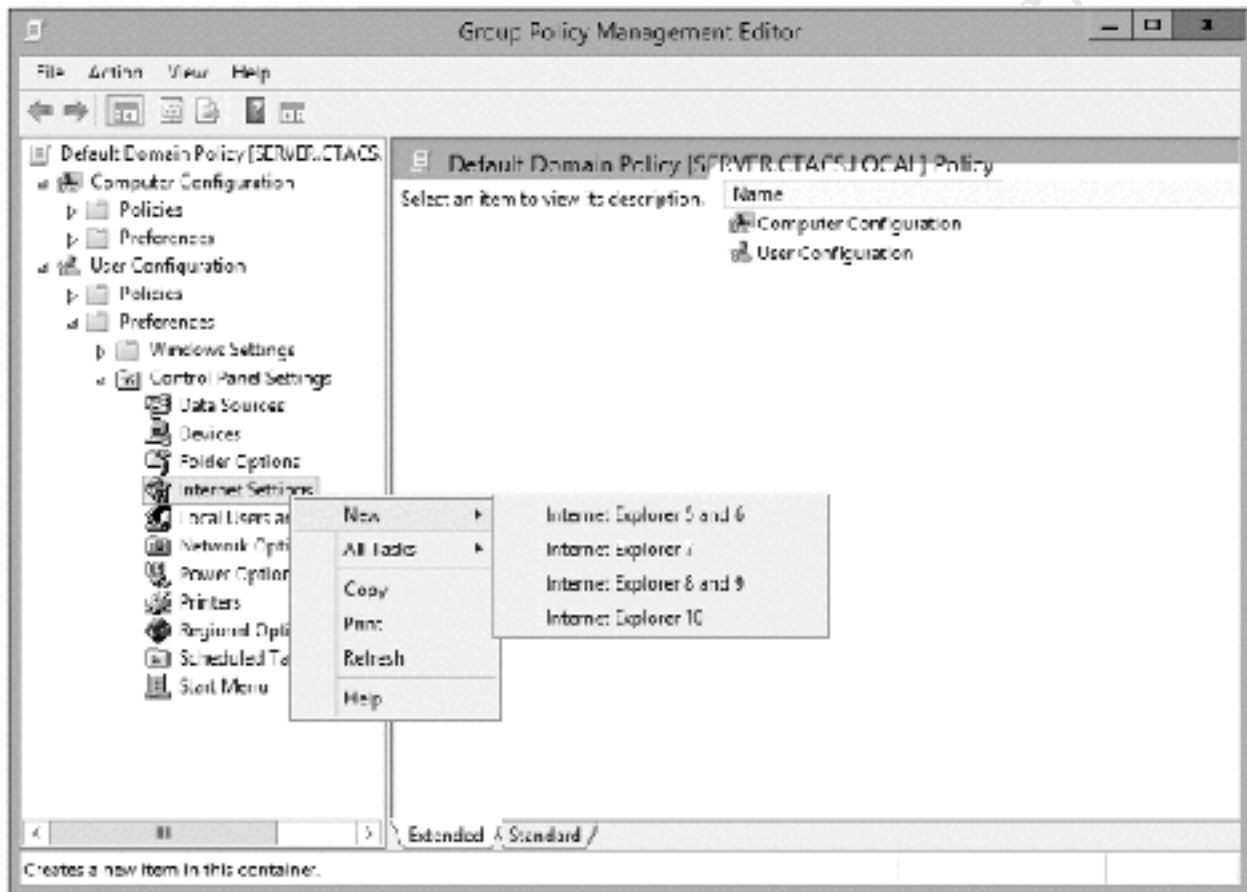 Group Policy Management Editor
File Action View Help
Default Domain Policy [SERVER.CTACS.
Computer Configuration
Policies
Preferences
User Configuration
Policies
Preferences
Windows Settings
Control Panel Settings
Data Sources
Devices
Folder Options
Internet Settings
Local Users a
Network Opti
Power Option
Printers
Regional Opti
Scheduled Ta
Start Menu
Default Domain Policy [SERVER.CTACS.LOCAL] Policy
Select an item to view its description.
Name
Computer Configuration
User Configuration
New
All Tasks
Copy
Print
Refresh
Help
Internet Explorer 5 and 6
Internet Explorer 7
Internet Explorer 8 and 9
Internet Explorer 10
Extended Standard
Creates a new item in this container.